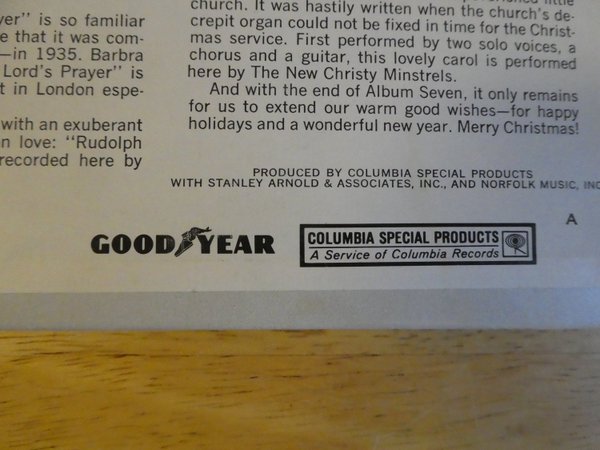 er" is so familiar
e that it was com-
—in 1935. Barbra
Lord's Prayer" is
t in London espe-
with an exuberant
n love: "Rudolph
recorded here by
church. It was hastily written when the church's de-
crepit organ could not be fixed in time for the Christ-
mas service. First performed by two solo voices, a
chorus and a guitar, this lovely carol is performed
here by The New Christy Minstrels.
And with the end of Album Seven, it only remains
for us to extend our warm good wishes—for happy
holidays and a wonderful new year. Merry Christmas!
PRODUCED BY COLUMBIA SPECIAL PRODUCTS
WITH STANLEY ARNOLD & ASSOCIATES, INC., AND NORFOLK MUSIC, INC
A
GOODYEAR
COLUMBIA SPECIAL PRODUCTS
A Service of Columbia Records